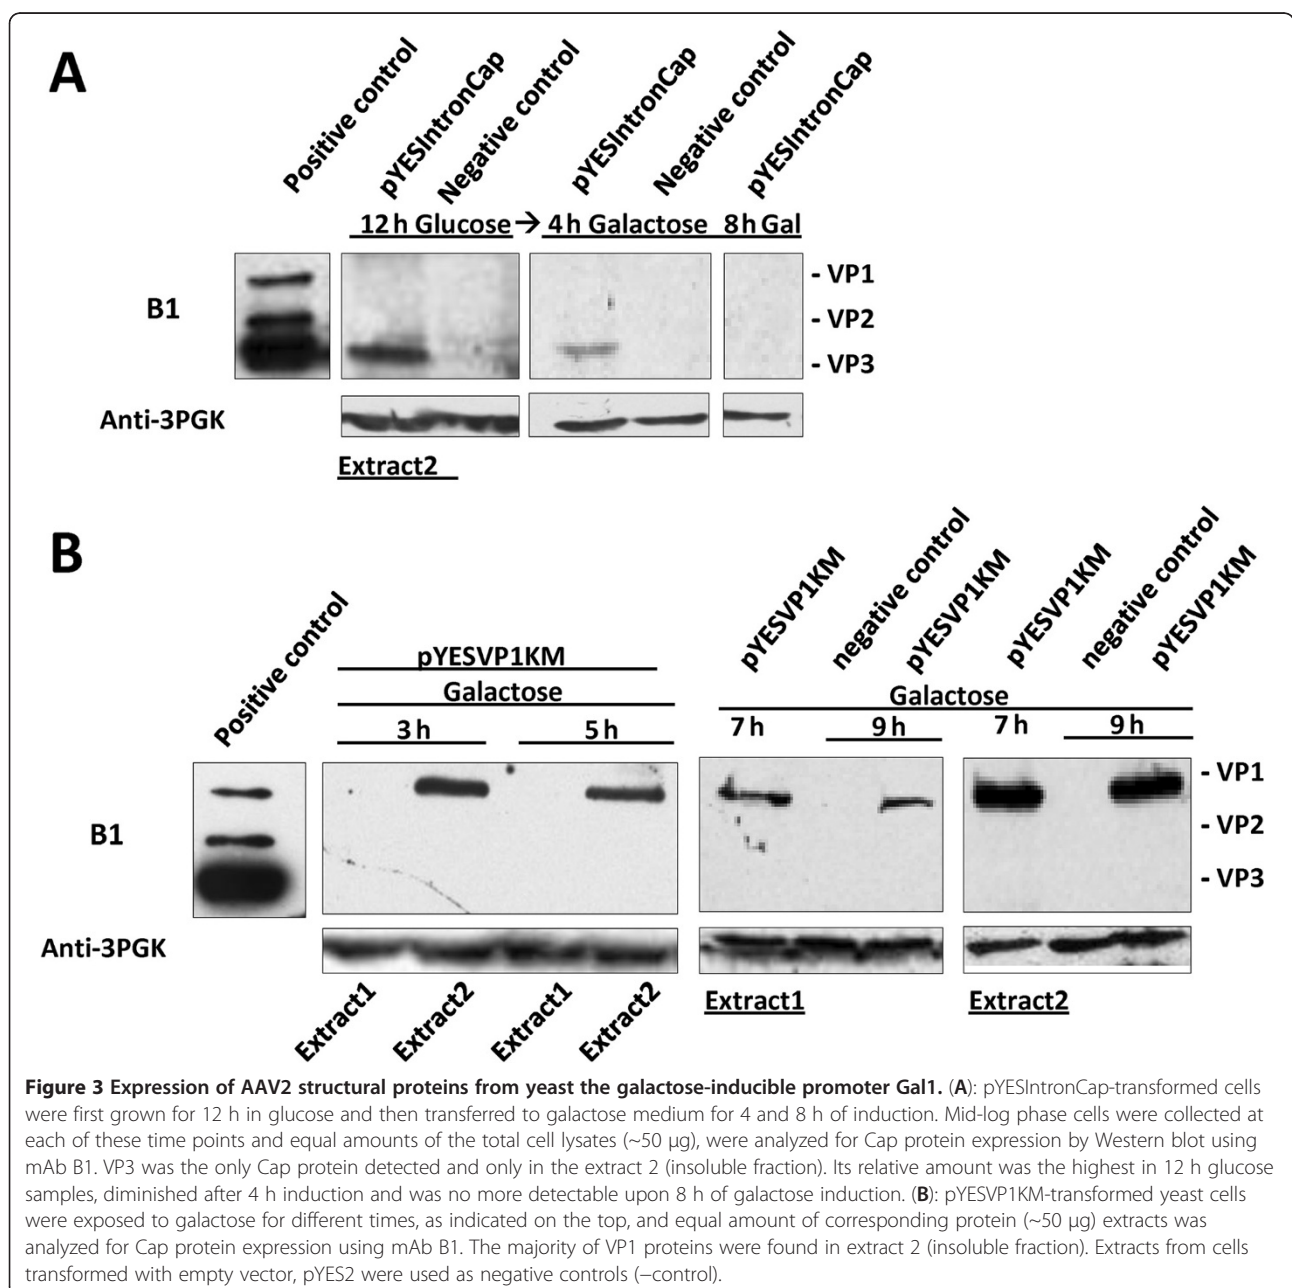 A
Positive control
pYESIntronCap
Negative control
pYESIntronCap
Negative control
pYESIntronCap
12 h Glucose → 4 h Galactose 8 h Gal
B1
- VP1
- VP2
- VP3
Anti-3PGK
Extract2
B
Positive control
pYESVP1KM
Galactose
3 h 5 h
pYESVP1KM
negative control
pYESVP1KM
pYESVP1KM
negative control
pYESVP1KM
Galactose
7 h 9 h 7 h 9 h
B1
- VP1
- VP2
- VP3
Anti-3PGK
Extract1
Extract2
Extract1
Extract2
Extract1
Extract2
Figure 3 Expression of AAV2 structural proteins from yeast the galactose-inducible promoter Gal1. (A): pYESIntronCap-transformed cells
were first grown for 12 h in glucose and then transferred to galactose medium for 4 and 8 h of induction. Mid-log phase cells were collected at
each of these time points and equal amounts of the total cell lysates (~50 μg), were analyzed for Cap protein expression by Western blot using
mAb B1. VP3 was the only Cap protein detected and only in the extract 2 (insoluble fraction). Its relative amount was the highest in 12 h glucose
samples, diminished after 4 h induction and was no more detectable upon 8 h of galactose induction. (B): pYESVP1KM-transformed yeast cells
were exposed to galactose for different times, as indicated on the top, and equal amount of corresponding protein (~50 μg) extracts was
analyzed for Cap protein expression using mAb B1. The majority of VP1 proteins were found in extract 2 (insoluble fraction). Extracts from cells
transformed with empty vector, pYES2 were used as negative controls (−control).